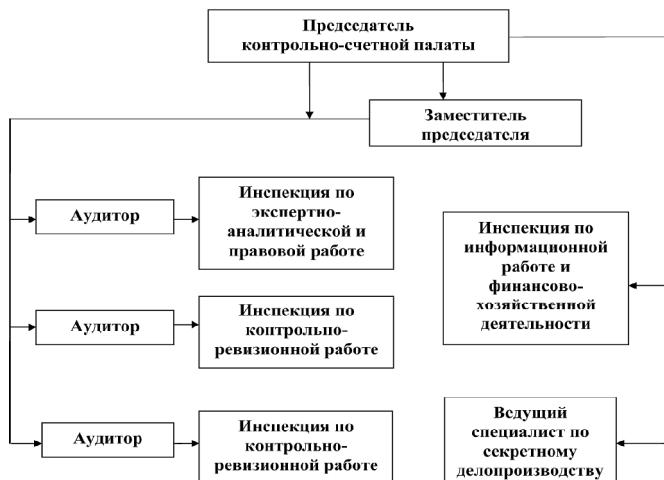 Председатель
контрольно-счетной палаты
Заместитель
председателя
Аудитор
Инспекция по
экспертно-
аналитической и
правовой работе
Инспекция по
информационной
работе и
финансово-
хозяйственной
деятельности
Аудитор
Инспекция по
контрольно-
ревизионной работе
Аудитор
Инспекция по
контрольно-
ревизионной работе
Ведущий
специалист по
секретному
делопроизводству